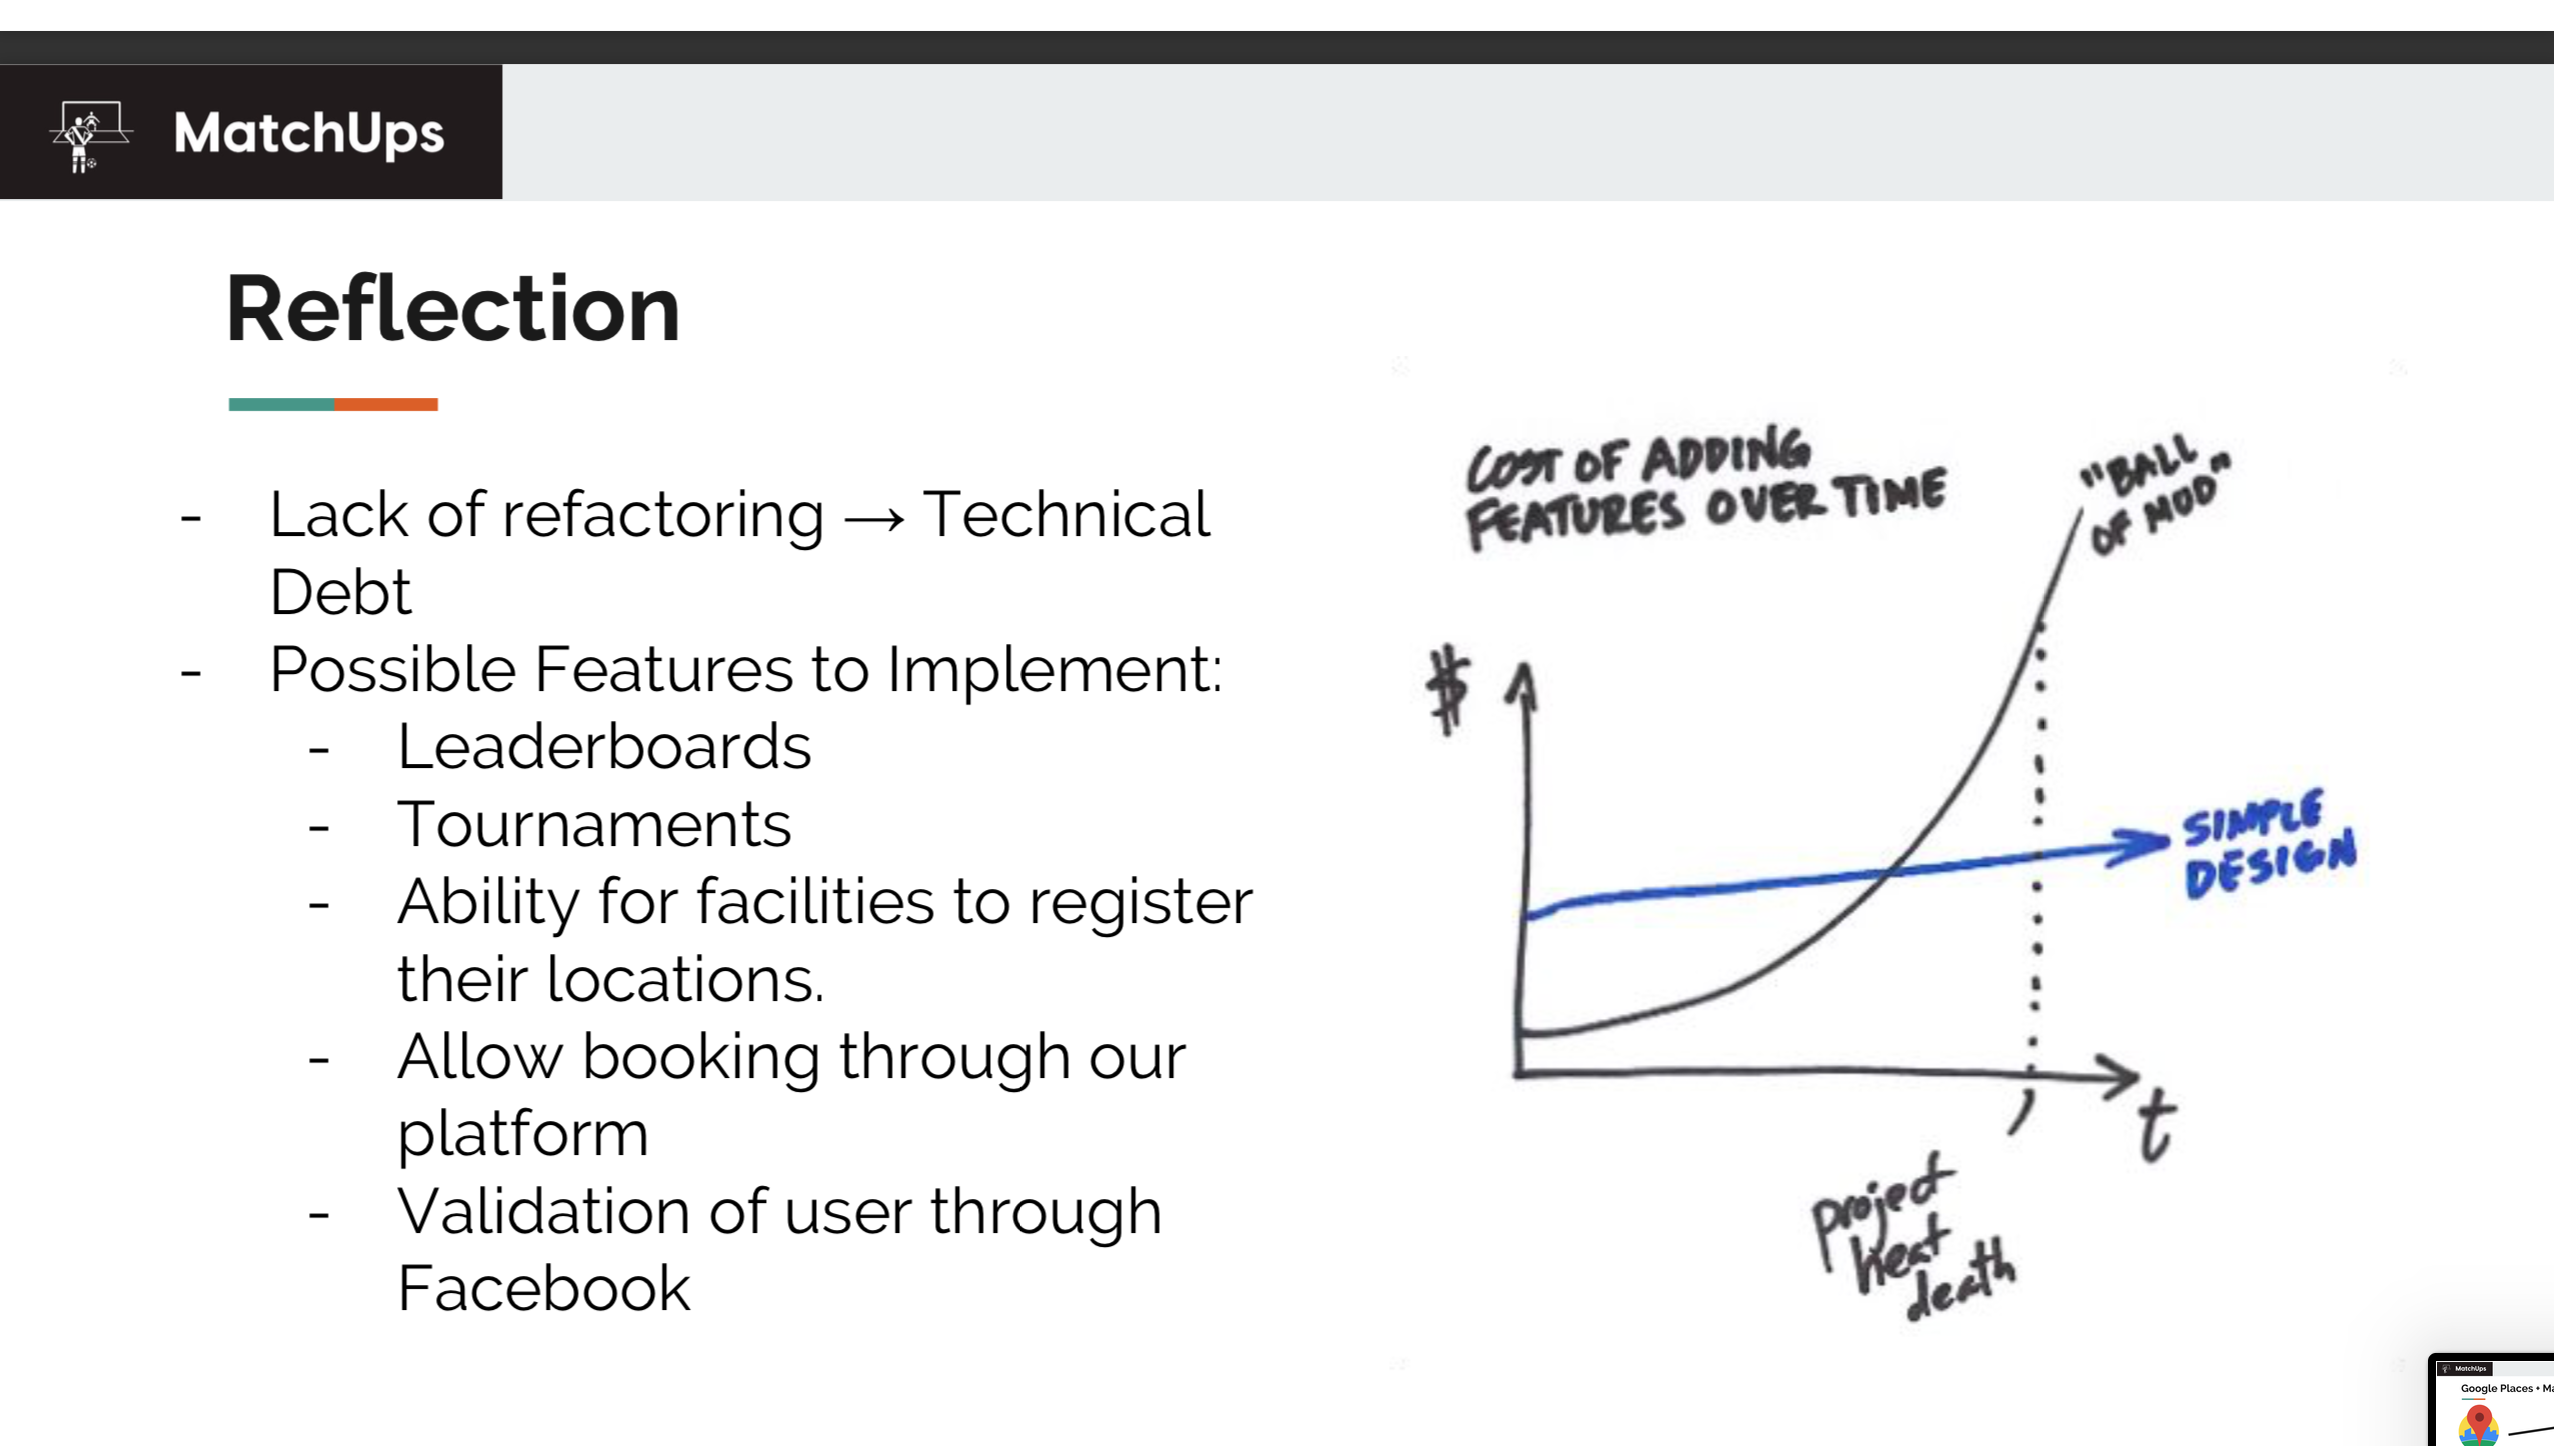 MatchUps
Reflection
- Lack of refactoring → Technical
Debt
- Possible Features to Implement:
- Leaderboards
- Tournaments
- Ability for facilities to register
their locations.
- Allow booking through our
platform
- Validation of user through
Facebook
COST OF ADDING
FEATURES OVER TIME
"BALL
OF MUD"
$
SIMPLE
DESIGN
t
project
heat
death
MatchUps
Google Places + Ma